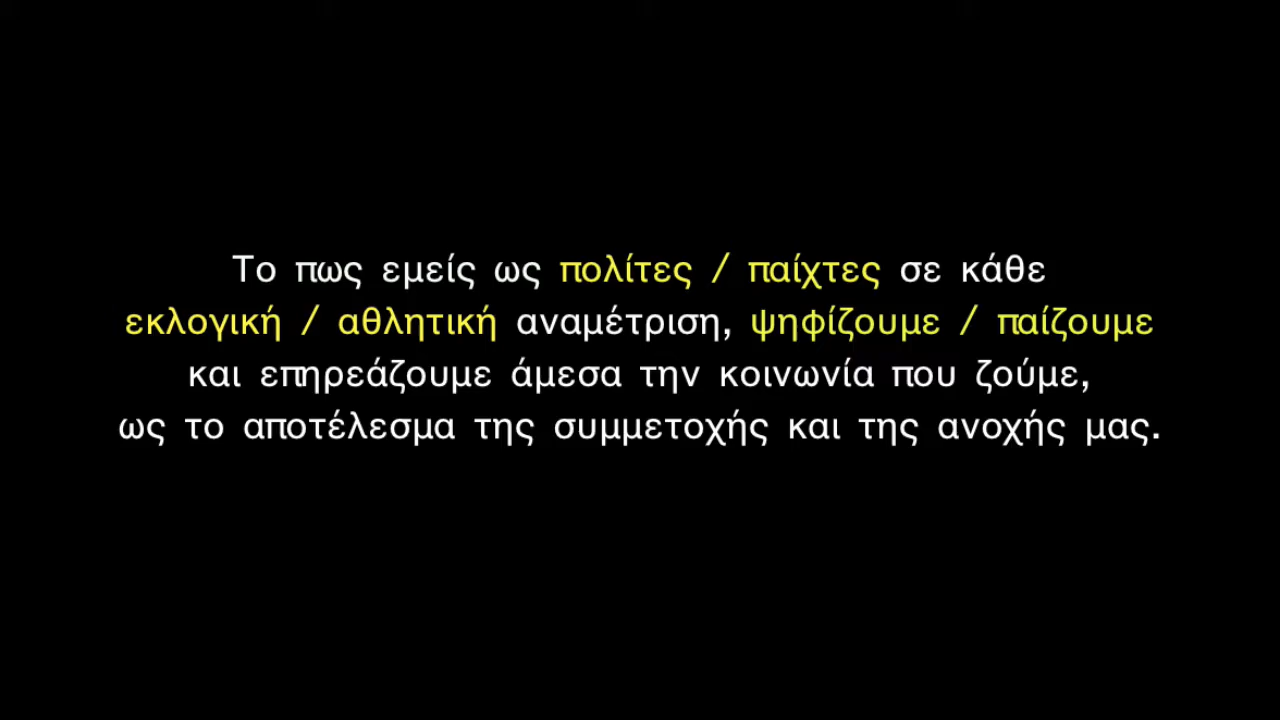 Το πως εμείς ως πολίτες / παίχτες σε κάθε
εκλογική / αθλητική αναμέτριση, ψηφίζουμε / παίζουμε
και επηρεάζουμε άμεσα την κοινωνία που ζούμε,
ως το αποτέλεσμα της συμμετοχής και της ανοχής μας.